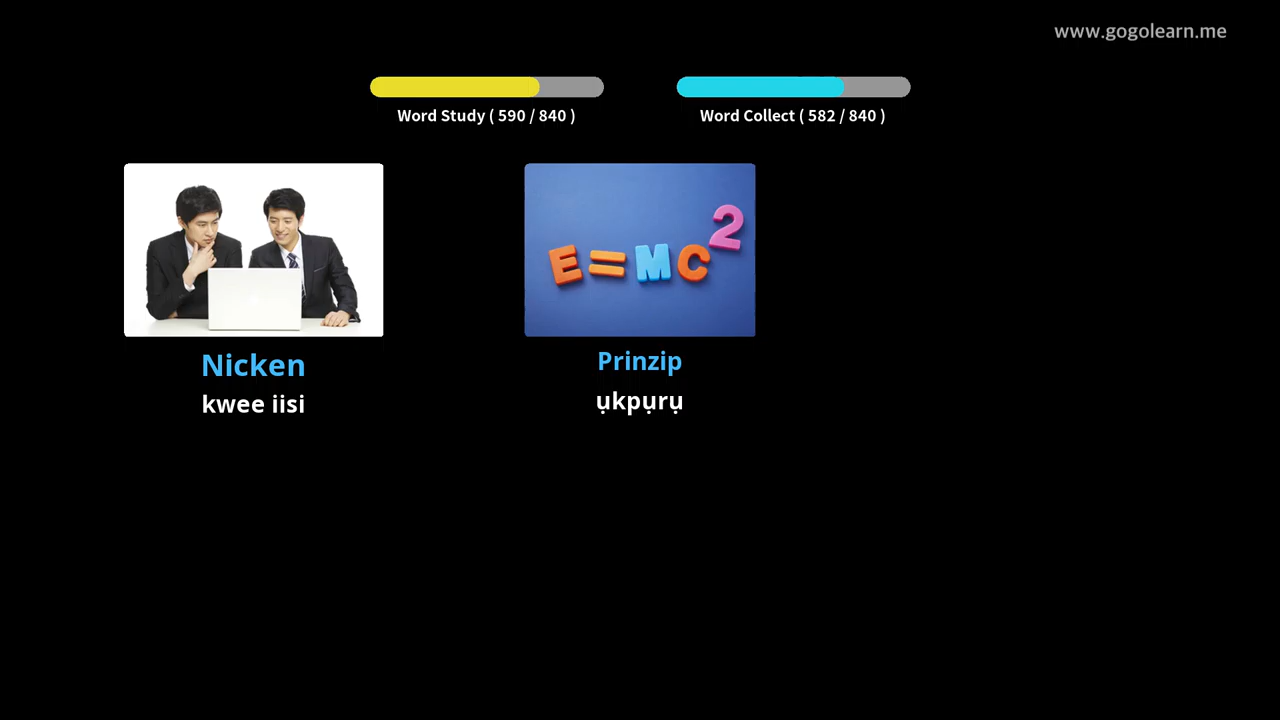 www.gogolearn.me
Word Study ( 590 / 840 )
Word Collect ( 582 / 840 )
E=MC2
Nicken
kwee iisi
Prinzip
ụkpụrụ